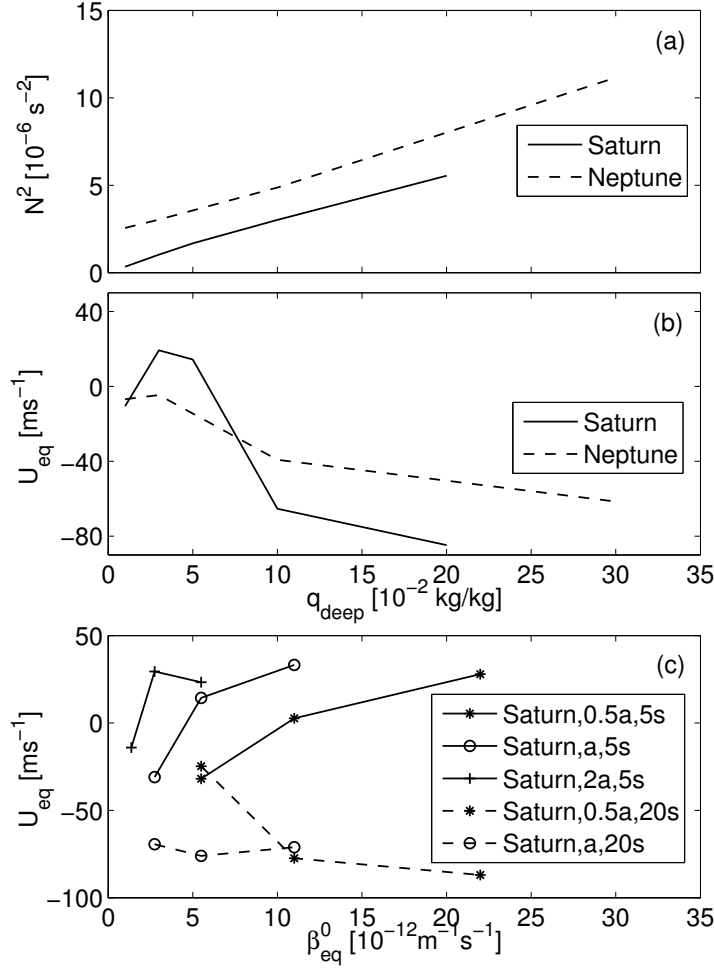 15
10
5
0
N² [10⁻⁶ s⁻²]
(a)
Saturn
Neptune
40
0
−40
−80
U_eq [ms⁻¹]
(b)
Saturn
Neptune
0 5 10 15 20 25 30 35
q_deep [10⁻² kg/kg]
50
0
−50
−100
U_eq [ms⁻¹]
(c)
Saturn,0.5a,5s
Saturn,a,5s
Saturn,2a,5s
Saturn,0.5a,20s
Saturn,a,20s
0 5 10 15 20 25 30 35
β⁰_eq [10⁻¹²m⁻¹s⁻¹]